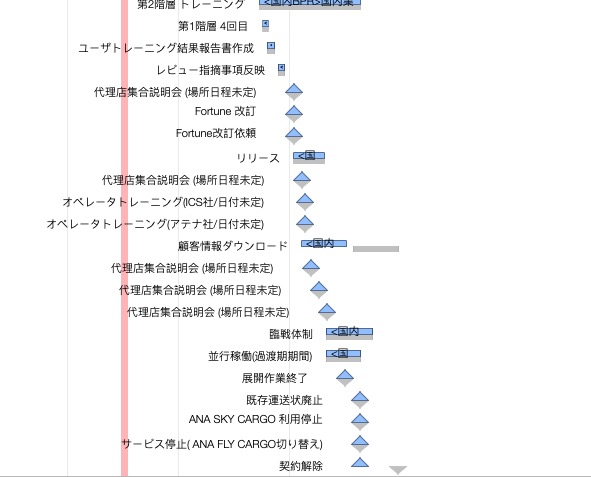 第2階層 トレーニング <国内BPR>国内集
第1階層 4回目
ユーザトレーニング結果報告書作成
レビュー指摘事項反映
代理店集合説明会 (場所日程未定)
Fortune 改訂
Fortune改訂依頼
リリース <国
代理店集合説明会 (場所日程未定)
オペレータトレーニング(ICS社/日付未定)
オペレータトレーニング(アテナ社/日付未定)
顧客情報ダウンロード <国内
代理店集合説明会 (場所日程未定)
代理店集合説明会 (場所日程未定)
代理店集合説明会 (場所日程未定)
臨戦体制 <国内
並行稼働(過渡期期間) <国
展開作業終了
既存運送状廃止
ANA SKY CARGO 利用停止
サービス停止( ANA FLY CARGO切り替え)
契約解除